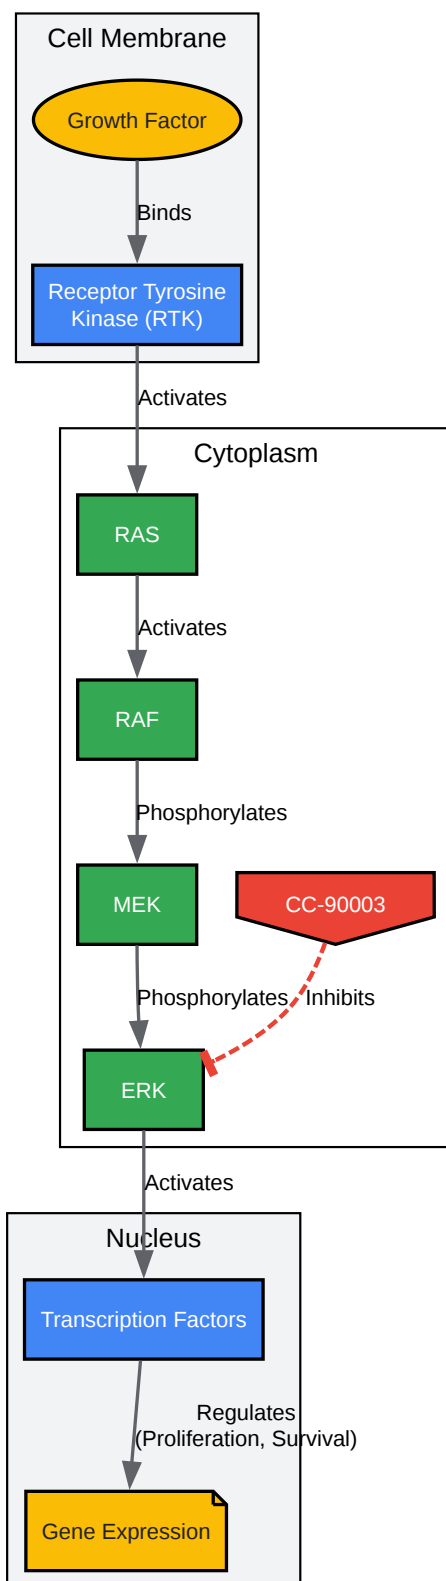 Cell Membrane
Growth Factor
Binds
Receptor Tyrosine
Kinase (RTK)
Activates
Cytoplasm
RAS
Activates
RAF
Phosphorylates
MEK
CC-90003
Phosphorylates
Inhibits
ERK
Activates
Nucleus
Transcription Factors
Regulates
(Proliferation, Survival)
Gene Expression